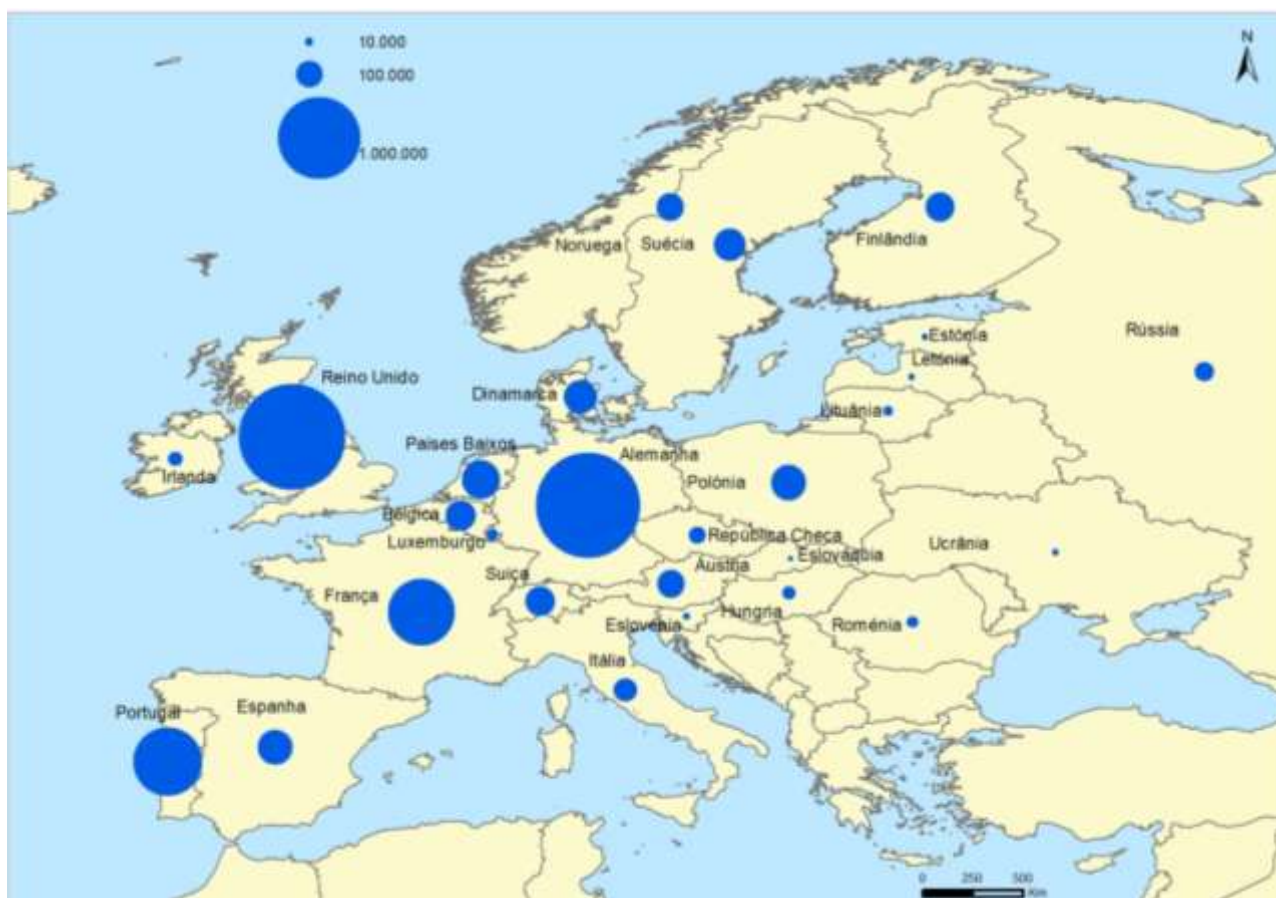 10.000
N
100.000
1.000.000
Noruega
Suécia
Finlândia
Rússia
Estónia
Letónia
Reino Unido
Dinamarca
Lituânia
Países Baixos
Alemanha
Irlanda
Polónia
Bélgica
Luxemburgo
República Checa
Ucrânia
Eslováquia
Áustria
Suiça
França
Hungria
Eslovénia
Roménia
Itália
Portugal
Espanha
0 250 500
Km